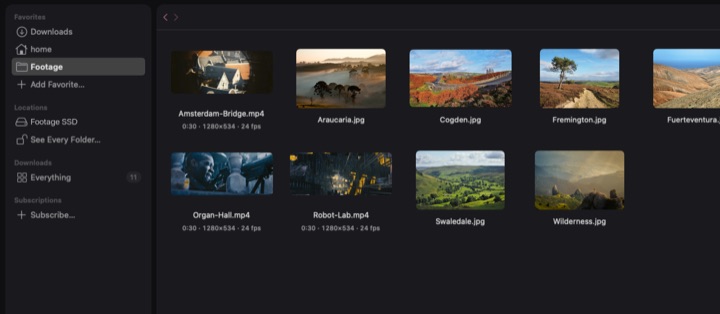 Favorites
Downloads
home
Footage
Add Favorite...
Locations
Footage SSD
See Every Folder...
Downloads
Everything 11
Subscriptions
Subscribe...
Amsterdam-Bridge.mp4
0:30 · 1280×534 · 24 fps
Araucaria.jpg
Cogden.jpg
Fremington.jpg
Fuerteventura.
Organ-Hall.mp4
0:30 · 1280×534 · 24 fps
Robot-Lab.mp4
0:30 · 1280×534 · 24 fps
Swaledale.jpg
Wilderness.jpg